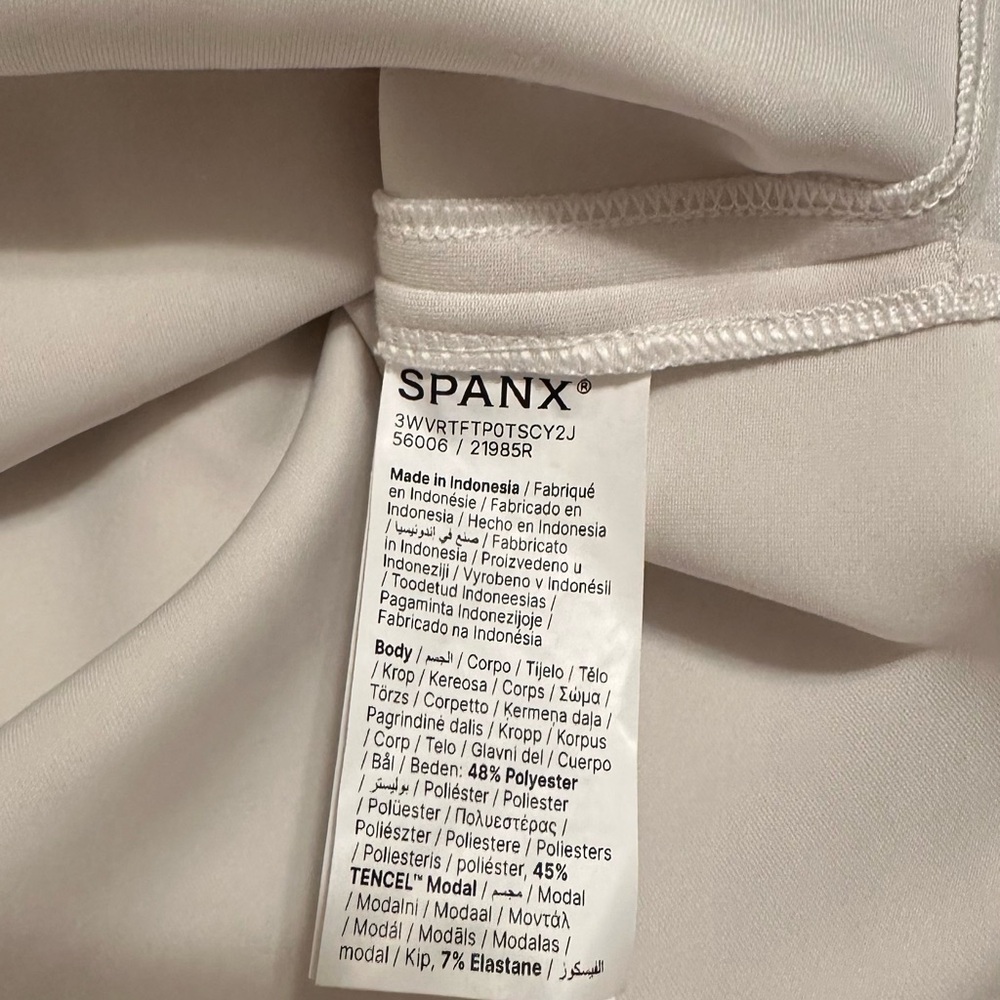 SPANX®
3WVRTFTP0TSCY2J
56006 / 21985R
Made in Indonesia / Fabriqué
en Indonésie / Fabricado en
Indonesia / Hecho en Indonesia
/ صنع في اندونيسيا / Fabbricato
in Indonesia / Proizvedeno u
Indoneziji / Vyrobeno v Indonésii
/ Toodetud Indoneesias /
Pagaminta Indonezijoje /
Fabricado na Indonésia
Body / الجسم / Corpo / Tijelo / Tělo
/ Krop / Kereosa / Corps / Σώμα /
Törzs / Corpetto / Ķermeņa daļa /
Pagrindinė dalis / Kropp / Korpus
/ Corp / Telo / Glavni del / Cuerpo
/ Bål / Beden: 48% Polyester
/ بوليستر / Poliéster / Poliester
/ Polüester / Πολυεστέρας /
Poliészter / Poliestere / Poliesters
/ Poliesteris / poliéster, 45%
TENCEL™ Modal / مجسم / Modal
/ Modalni / Modaal / Μοντάλ
/ Modál / Modāls / Modalas /
modal / Kip, 7% Elastane / الفيسكوز